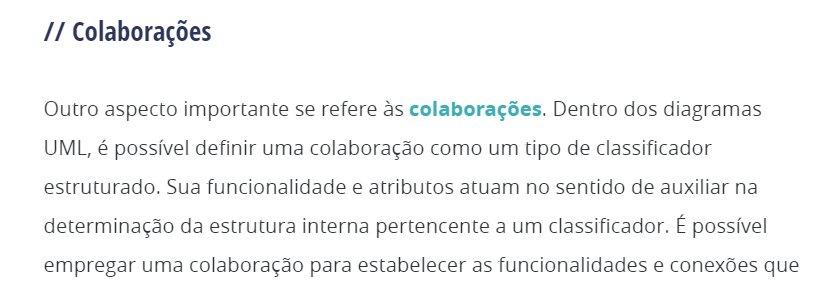 // Colaborações
Outro aspecto importante se refere às colaborações. Dentro dos diagramas
UML, é possível definir uma colaboração como um tipo de classificador
estruturado. Sua funcionalidade e atributos atuam no sentido de auxiliar na
determinação da estrutura interna pertencente a um classificador. É possível
empregar uma colaboração para estabelecer as funcionalidades e conexões que